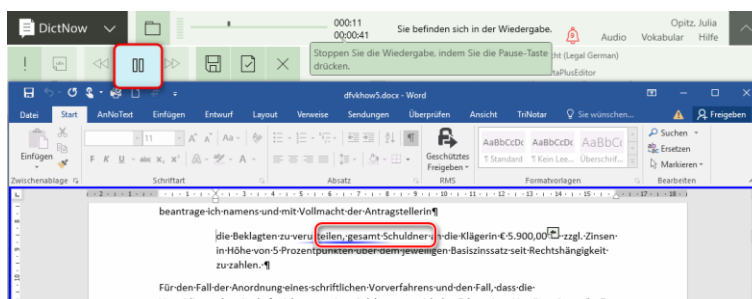 DictNow
000:11
00:00:41
Sie befinden sich in der Wiedergabe.
Opitz, Julia
Audio Vokabular Hilfe
Stoppen Sie die Wiedergabe, indem Sie die Pause-Taste drücken.
(Legal German)
taPlusEditor
dfvkhow5.docx - Word
Datei Start AnNoText Einfügen Entwurf Layout Verweise Sendungen Überprüfen Ansicht TriNotar Sie wünschen... Freigeben
Einfügen
11
F K U abc x, x²
AaBbCcDc AaBbCcDc AaBbC(
¶ Standard ¶ Kein Lee... Überschrif...
Geschütztes
Freigeben
Suchen
Ersetzen
Markieren
Zwischenablage Schriftart Absatz RMS Formatvorlagen Bearbeiten
beantrage·ich·namens·und·mit·Vollmacht·der·Antragstellerin¶
die·Beklagten·zu·verurteilen,·gesamt·Schuldner·an·die·Klägerin·€·5.900,00·zzgl.·Zinsen·
in·Höhe·von·5·Prozentpunkten·über·dem·jeweiligen·Basiszinssatz·seit·Rechtshängigkeit·
zu·zahlen.·¶
Für·den·Fall·der·Anordnung·eines·schriftlichen·Vorverfahrens·und·den·Fall,·dass·die·